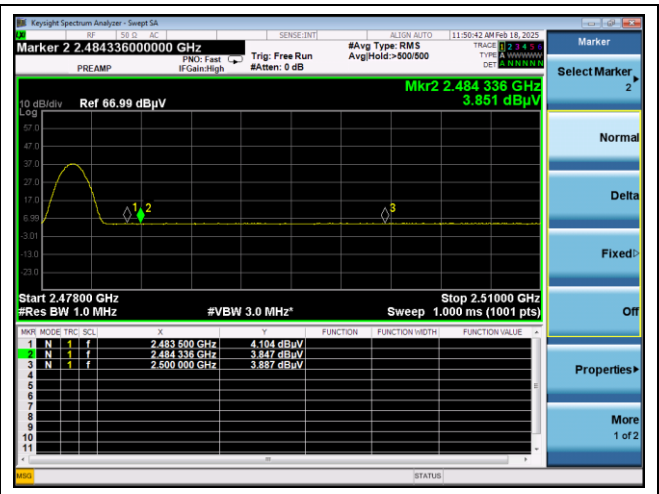 Keysight Spectrum Analyzer - Swept SA
RF 50 Ω AC SENSE:INT ALIGN AUTO 11:50:42 AM Feb 18, 2025
Marker 2 2.484336000000 GHz
PREAMP
PNO: Fast
IFGain:High
Trig: Free Run
#Atten: 0 dB
#Avg Type: RMS
Avg|Hold:>500/500
TRACE 1 2 3 4 5 6
TYPE A WWWWW
DET A NNNNN
Mkr2 2.484 336 GHz
3.851 dBµV
10 dB/div Ref 66.99 dBµV
Log
57.0
47.0
37.0
27.0
17.0
6.99
-3.01
-13.0
-23.0
1
2
3
Start 2.47800 GHz Stop 2.51000 GHz
#Res BW 1.0 MHz #VBW 3.0 MHz* Sweep 1.000 ms (1001 pts)
MKR MODE TRC SCL X Y FUNCTION FUNCTION WIDTH FUNCTION VALUE
1 N 1 f 2.483 500 GHz 4.104 dBuV
2 N 1 f 2.484 336 GHz 3.847 dBuV
3 N 1 f 2.500 000 GHz 3.887 dBuV
4
5
6
7
8
9
10
11
MSG STATUS
Marker
Select Marker
2
Normal
Delta
Fixed
Off
Properties
More
1 of 2